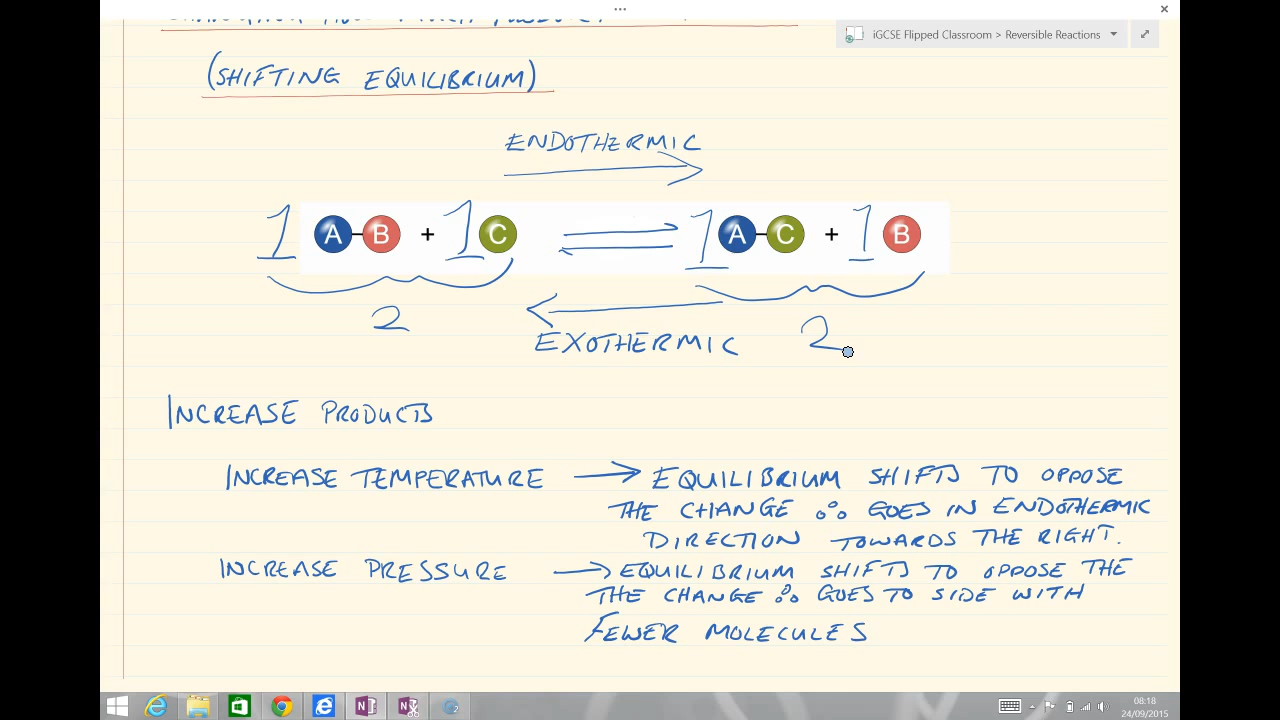 iGCSE Flipped Classroom > Reversible Reactions
(SHIFTING EQUILIBRIUM)
ENDOTHERMIC
1 A B + 1 C 1 A C + 1 B
2 2
EXOTHERMIC
INCREASE PRODUCTS
INCREASE TEMPERATURE → EQUILIBRIUM SHIFTS TO OPPOSE
THE CHANGE ∴ GOES IN ENDOTHERMIC
DIRECTION TOWARDS THE RIGHT.
INCREASE PRESSURE → EQUILIBRIUM SHIFTS TO OPPOSE THE
THE CHANGE ∴ GOES TO SIDE WITH
FEWER MOLECULES
08:18
24/09/2015